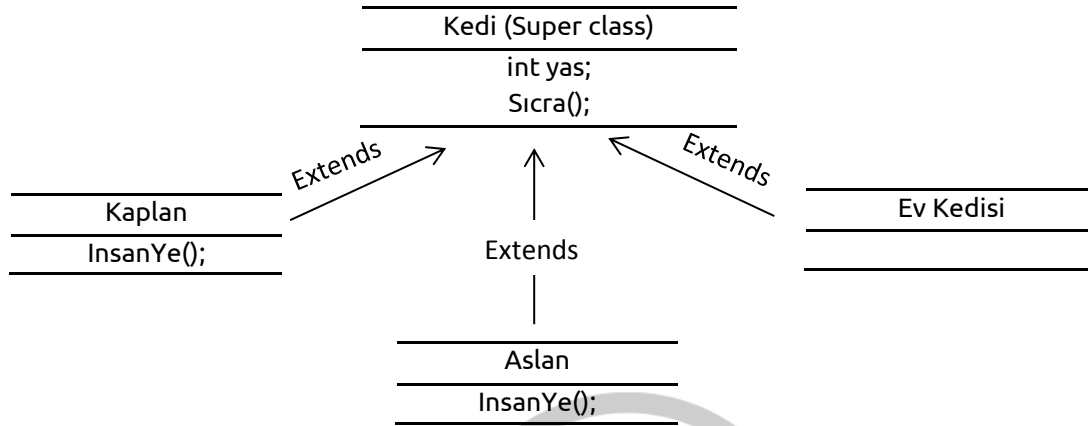 Kedi (Super class)
int yas;
Sıcra();
Extends
Extends
Kaplan
InsanYe();
Ev Kedisi
Extends
Aslan
InsanYe();